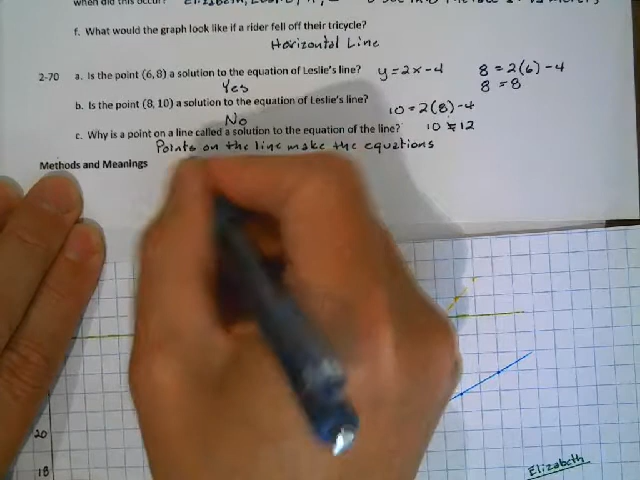 when did this occur?
f. What would the graph look like if a rider fell off their tricycle?
Horizontal Line
2-70 a. Is the point (6,8) a solution to the equation of Leslie's line? y = 2x - 4 8 = 2(6) - 4
Yes 8 = 8
b. Is the point (8, 10) a solution to the equation of Leslie's line? 10 = 2(8) - 4
No
c. Why is a point on a line called a solution to the equation of the line? 10 ≠ 12
Points on the line make the equations
Methods and Meanings
20
18
Elizabeth